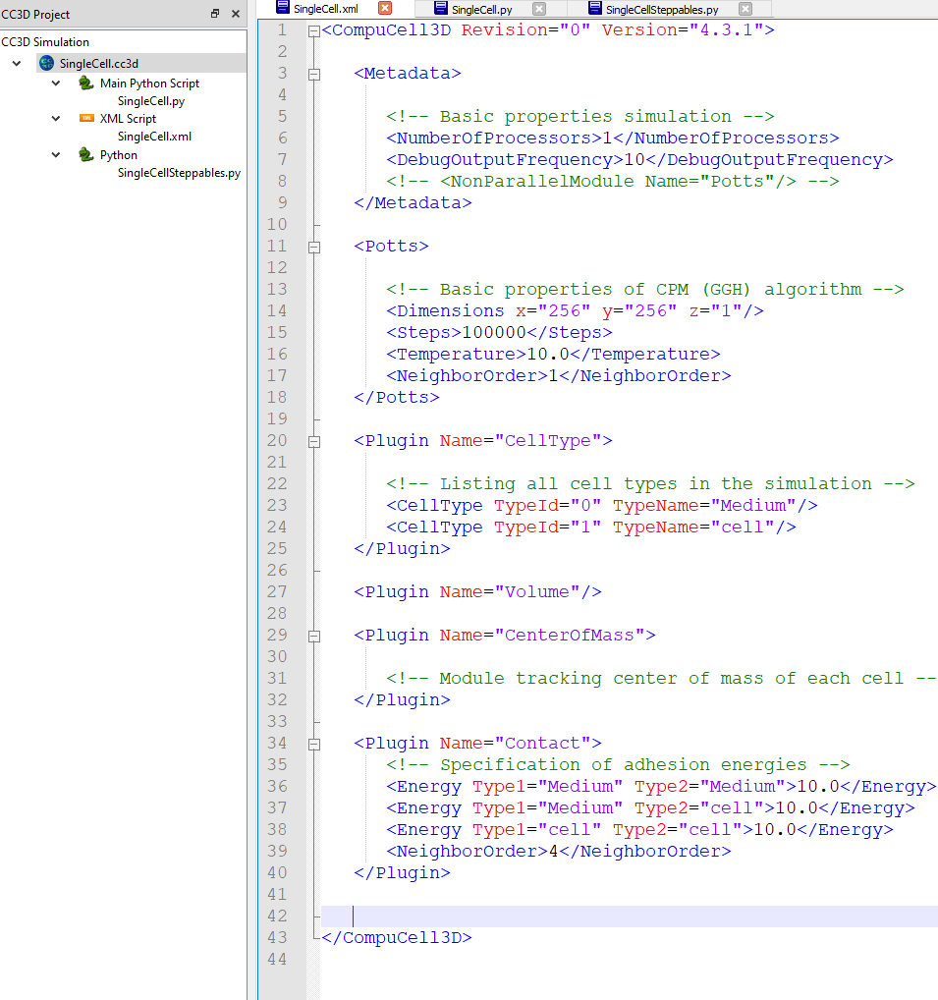 CC3D Project
CC3D Simulation
SingleCell.cc3d
Main Python Script
SingleCell.py
XML Script
SingleCell.xml
Python
SingleCellSteppables.py
SingleCell.xml SingleCell.py SingleCellSteppables.py
1 <CompuCell3D Revision="0" Version="4.3.1">
2
3 <Metadata>
4
5 <!-- Basic properties simulation -->
6 <NumberOfProcessors>1</NumberOfProcessors>
7 <DebugOutputFrequency>10</DebugOutputFrequency>
8 <!-- <NonParallelModule Name="Potts"/> -->
9 </Metadata>
10
11 <Potts>
12
13 <!-- Basic properties of CPM (GGH) algorithm -->
14 <Dimensions x="256" y="256" z="1"/>
15 <Steps>100000</Steps>
16 <Temperature>10.0</Temperature>
17 <NeighborOrder>1</NeighborOrder>
18 </Potts>
19
20 <Plugin Name="CellType">
21
22 <!-- Listing all cell types in the simulation -->
23 <CellType TypeId="0" TypeName="Medium"/>
24 <CellType TypeId="1" TypeName="cell"/>
25 </Plugin>
26
27 <Plugin Name="Volume"/>
28
29 <Plugin Name="CenterOfMass">
30
31 <!-- Module tracking center of mass of each cell --
32 </Plugin>
33
34 <Plugin Name="Contact">
35 <!-- Specification of adhesion energies -->
36 <Energy Type1="Medium" Type2="Medium">10.0</Energy>
37 <Energy Type1="Medium" Type2="cell">10.0</Energy>
38 <Energy Type1="cell" Type2="cell">10.0</Energy>
39 <NeighborOrder>4</NeighborOrder>
40 </Plugin>
41
42
43 </CompuCell3D>
44